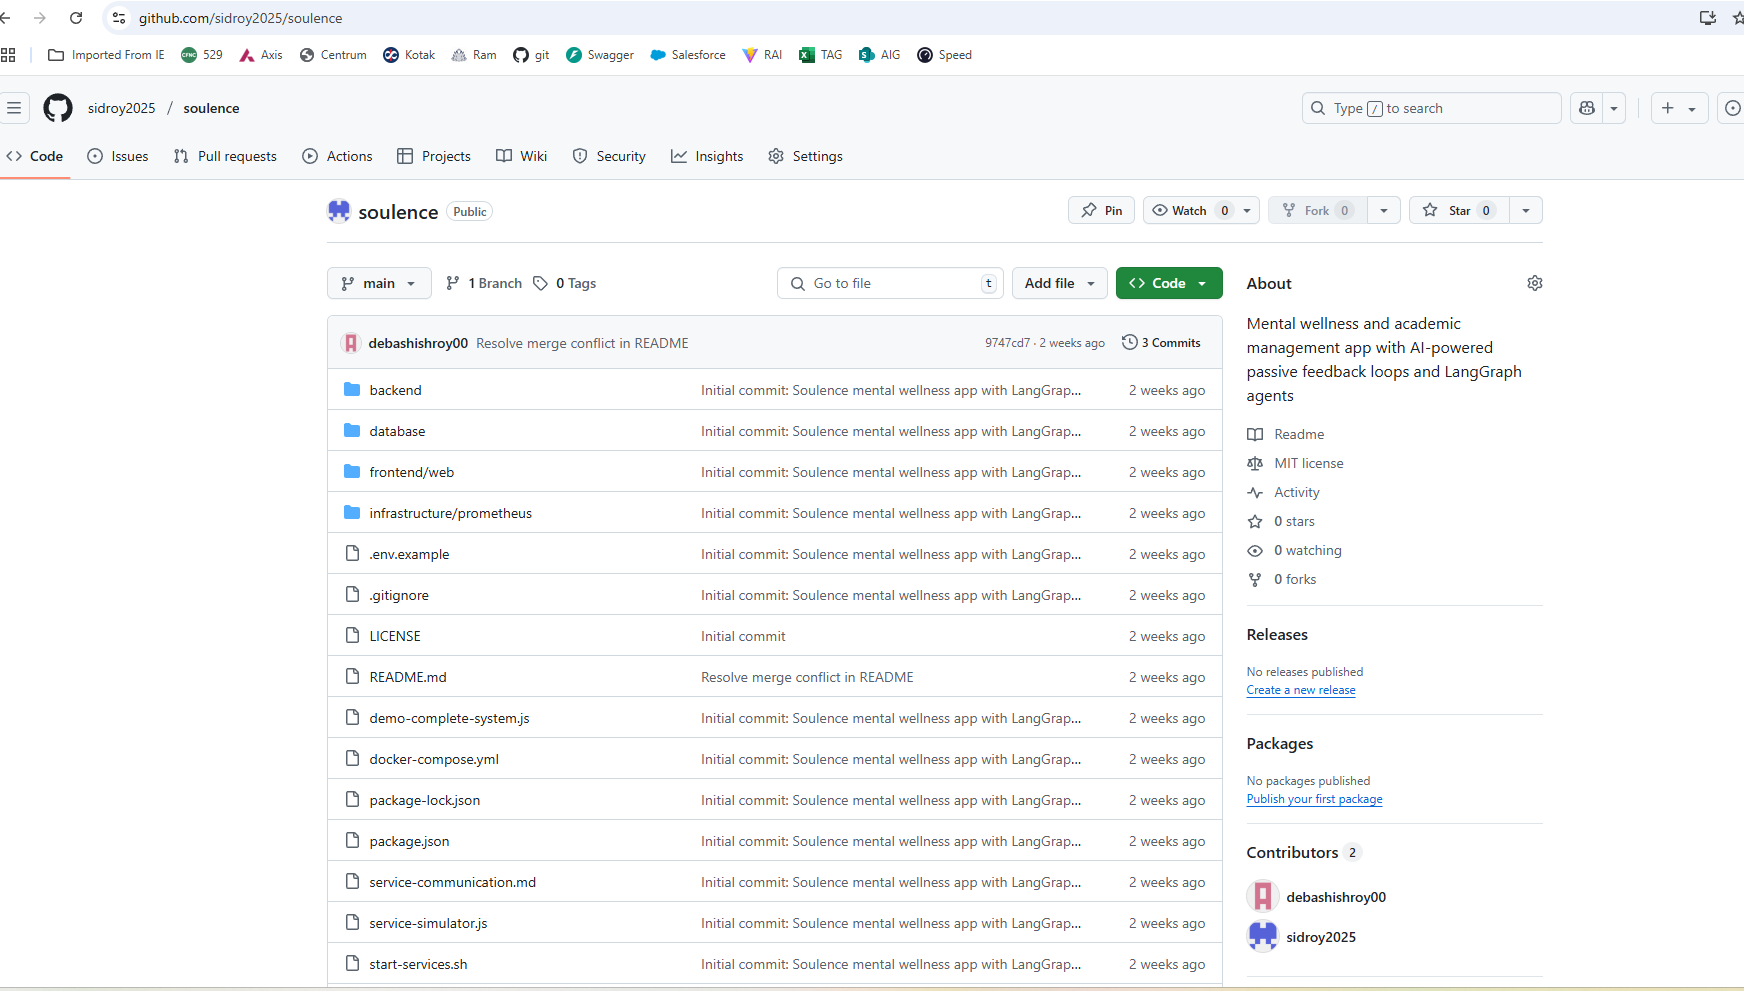 github.com/sidroy2025/soulence
Imported From IE 529 Axis Centrum Kotak Ram git Swagger Salesforce RAI TAG AIG Speed
sidroy2025 / soulence Type / to search
Code Issues Pull requests Actions Projects Wiki Security Insights Settings
soulence Public Pin Watch 0 Fork 0 Star 0
main 1 Branch 0 Tags Go to file t Add file Code
debashishroy00 Resolve merge conflict in README 9747cd7 · 2 weeks ago 3 Commits
backend Initial commit: Soulence mental wellness app with LangGrap... 2 weeks ago
database Initial commit: Soulence mental wellness app with LangGrap... 2 weeks ago
frontend/web Initial commit: Soulence mental wellness app with LangGrap... 2 weeks ago
infrastructure/prometheus Initial commit: Soulence mental wellness app with LangGrap... 2 weeks ago
.env.example Initial commit: Soulence mental wellness app with LangGrap... 2 weeks ago
.gitignore Initial commit: Soulence mental wellness app with LangGrap... 2 weeks ago
LICENSE Initial commit 2 weeks ago
README.md Resolve merge conflict in README 2 weeks ago
demo-complete-system.js Initial commit: Soulence mental wellness app with LangGrap... 2 weeks ago
docker-compose.yml Initial commit: Soulence mental wellness app with LangGrap... 2 weeks ago
package-lock.json Initial commit: Soulence mental wellness app with LangGrap... 2 weeks ago
package.json Initial commit: Soulence mental wellness app with LangGrap... 2 weeks ago
service-communication.md Initial commit: Soulence mental wellness app with LangGrap... 2 weeks ago
service-simulator.js Initial commit: Soulence mental wellness app with LangGrap... 2 weeks ago
start-services.sh Initial commit: Soulence mental wellness app with LangGrap... 2 weeks ago
About
Mental wellness and academic
management app with AI-powered
passive feedback loops and LangGraph
agents
Readme
MIT license
Activity
0 stars
0 watching
0 forks
Releases
No releases published
Create a new release
Packages
No packages published
Publish your first package
Contributors 2
debashishroy00
sidroy2025